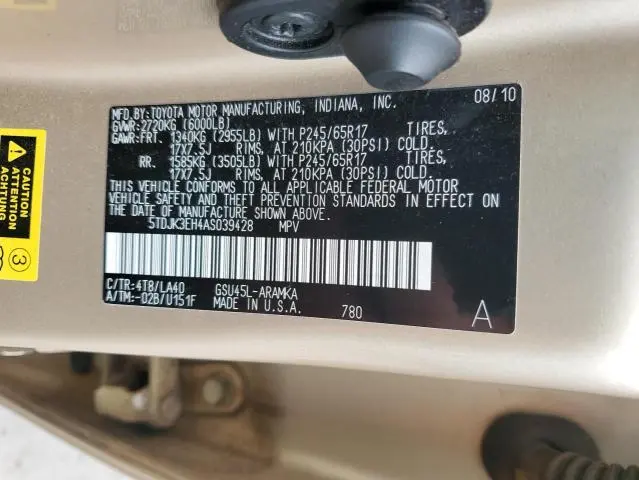 MFD.BY:TOYOTA MOTOR MANUFACTURING, INDIANA, INC. 08/10
GVWR:2720KG (6000LB)
GAWR:FRT. 1340KG (2955LB) WITH P245/65R17 TIRES,
17X7.5J RIMS, AT 210KPA (30PSI) COLD.
RR. 1585KG (3505LB) WITH P245/65R17 TIRES,
17X7.5J RIMS, AT 210KPA (30PSI) COLD.
THIS VEHICLE CONFORMS TO ALL APPLICABLE FEDERAL MOTOR
VEHICLE SAFETY AND THEFT PREVENTION STANDARDS IN EFFECT ON
THE DATE OF MANUFACTURE SHOWN ABOVE.
5TDJK3EH4AS039428 MPV
C/TR:4T8/LA40 GSU45L-ARAMKA
A/TM:-02B/U151F MADE IN U.S.A. 780 A
CAUTION
ATTENTION
ACHTUNG
3